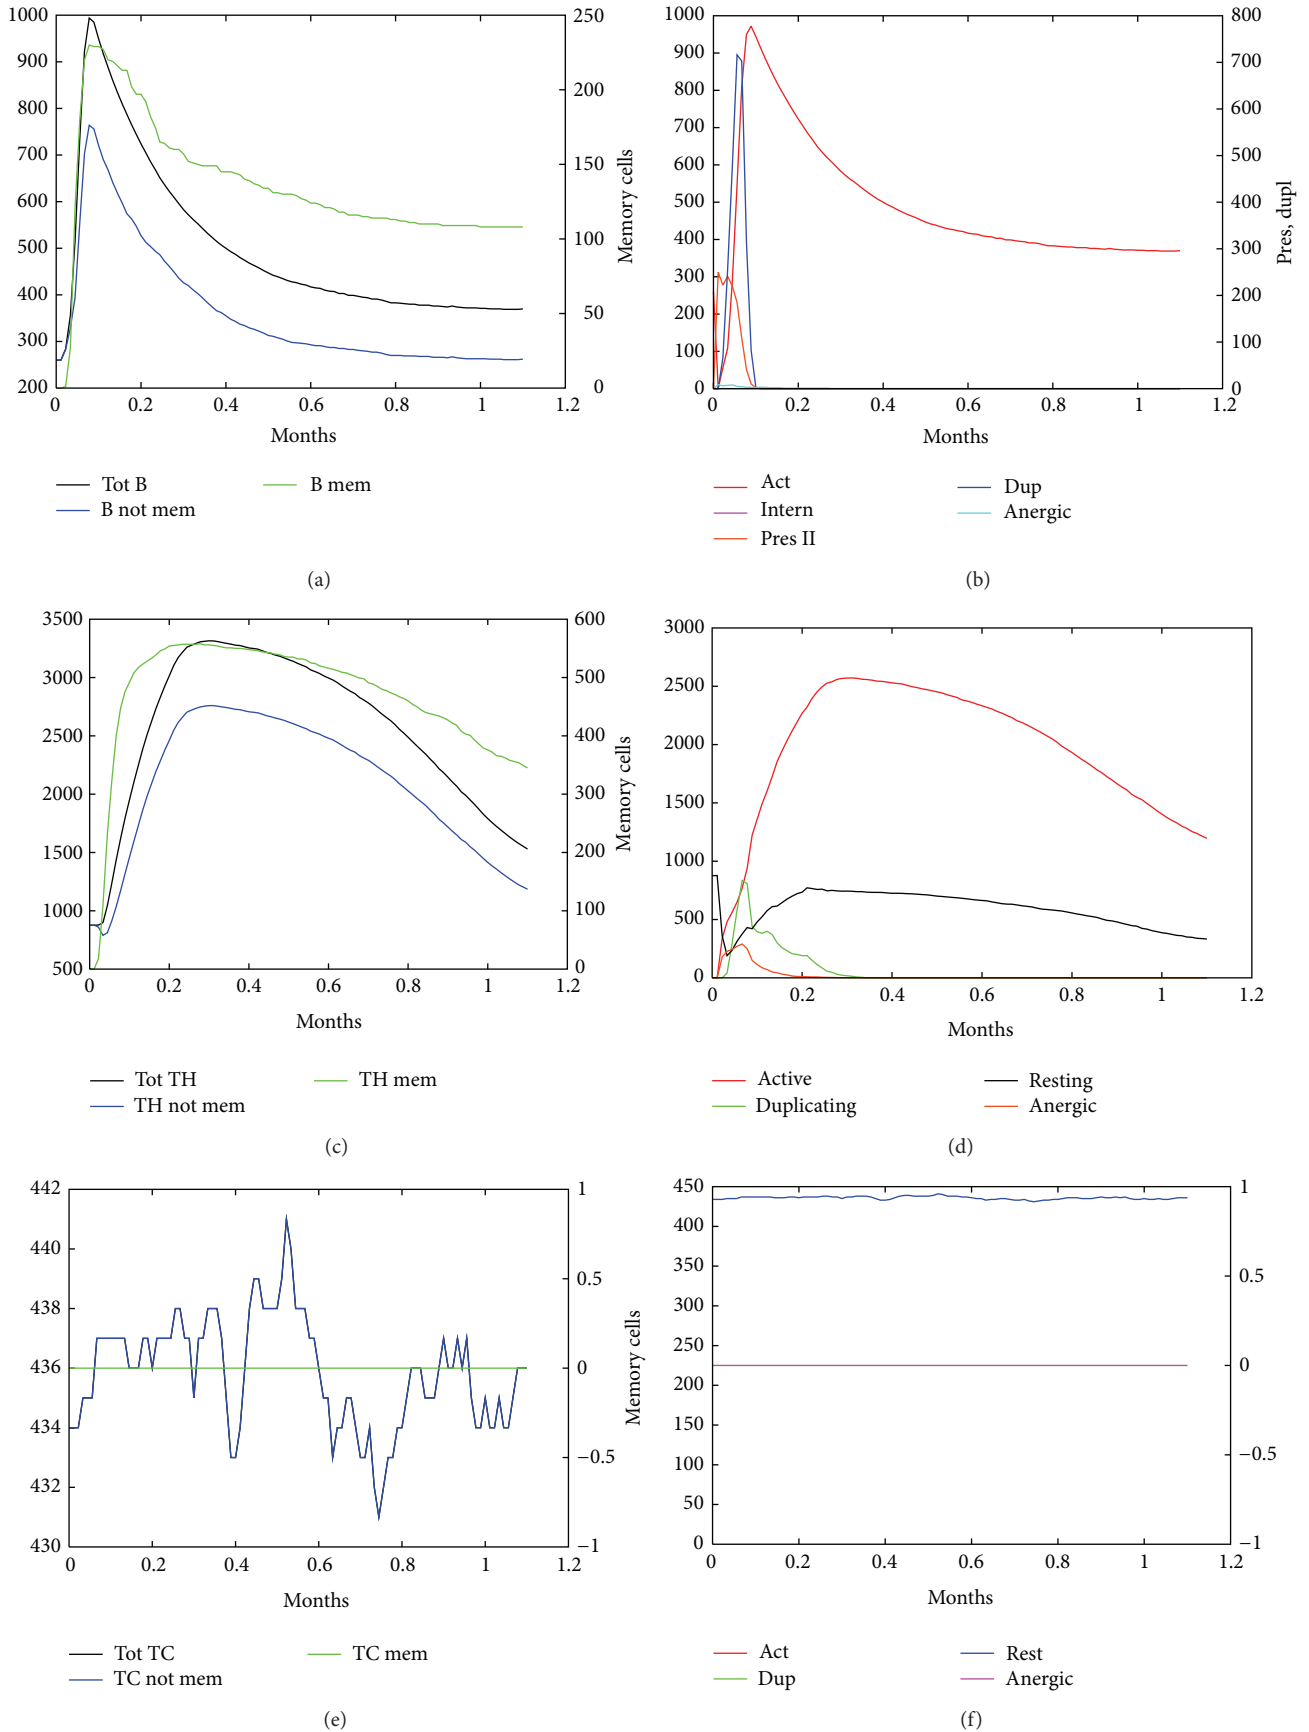 1000
900
800
700
600
500
400
300
200
250
200
150
100
50
0
Memory cells
0 0.2 0.4 0.6 0.8 1 1.2
Months
Tot B
B not mem
B mem
(a)
1000
900
800
700
600
500
400
300
200
100
0
800
700
600
500
400
300
200
100
0
Pres, dupl
0 0.2 0.4 0.6 0.8 1 1.2
Months
Act
Intern
Pres II
Dup
Anergic
(b)
3500
3000
2500
2000
1500
1000
500
600
500
400
300
200
100
0
Memory cells
0 0.2 0.4 0.6 0.8 1 1.2
Months
Tot TH
TH not mem
TH mem
(c)
3000
2500
2000
1500
1000
500
0
0 0.2 0.4 0.6 0.8 1 1.2
Months
Active
Duplicating
Resting
Anergic
(d)
442
440
438
436
434
432
430
1
0.5
0
−0.5
−1
Memory cells
0 0.2 0.4 0.6 0.8 1 1.2
Months
Tot TC
TC not mem
TC mem
(e)
450
400
350
300
250
200
150
100
50
0
1
0.5
0
−0.5
−1
0 0.2 0.4 0.6 0.8 1 1.2
Months
Act
Dup
Rest
Anergic
(f)